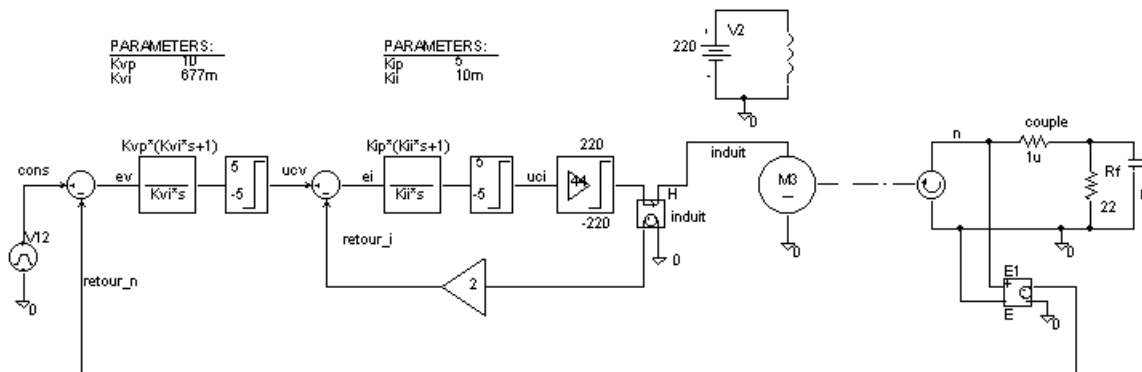 PARAMETERS:
Kvp 10
Kvi 677m
PARAMETERS:
Kip 5
Kii 10m
220
V2
0
Kvp*(Kvi*s+1)
Kvi*s
Kip*(Kii*s+1)
Kii*s
cons
ev
5
-5
ucv
ei
5
-5
uci
220
44
-220
H
induit
induit
0
M3
0
n
couple
1u
Rf
22
0
V12
0
retour_n
retour_i
2
E1
E
0